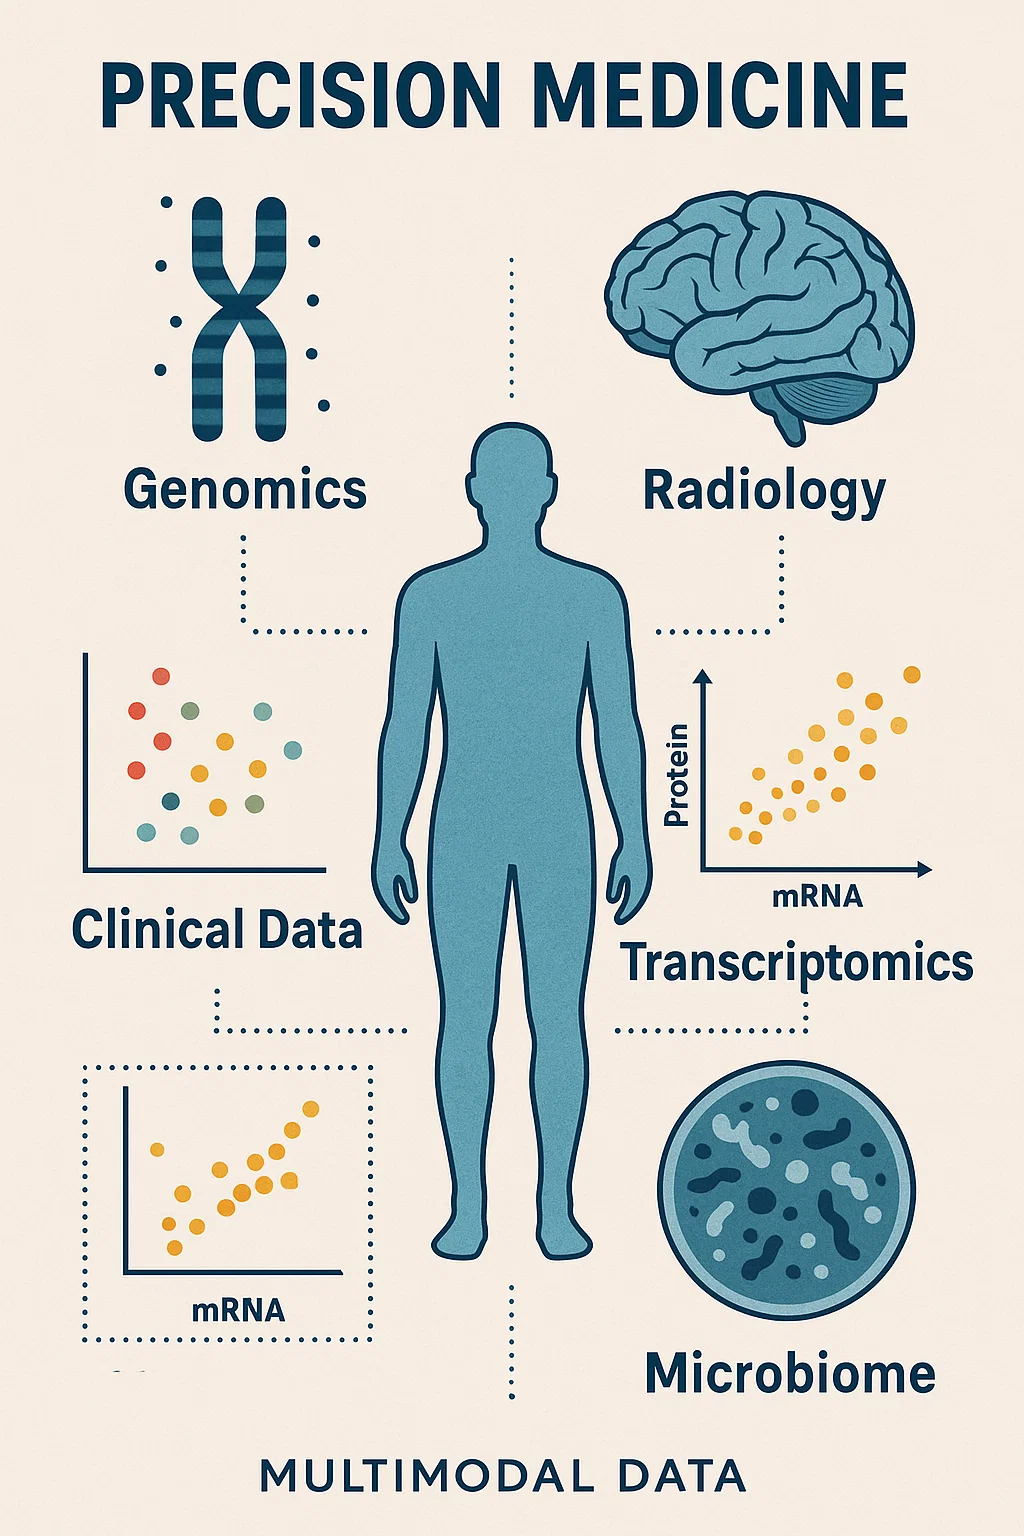 PRECISION MEDICINE
Genomics
Radiology
Clinical Data
Protein
mRNA
Transcriptomics
mRNA
Microbiome
MULTIMODAL DATA